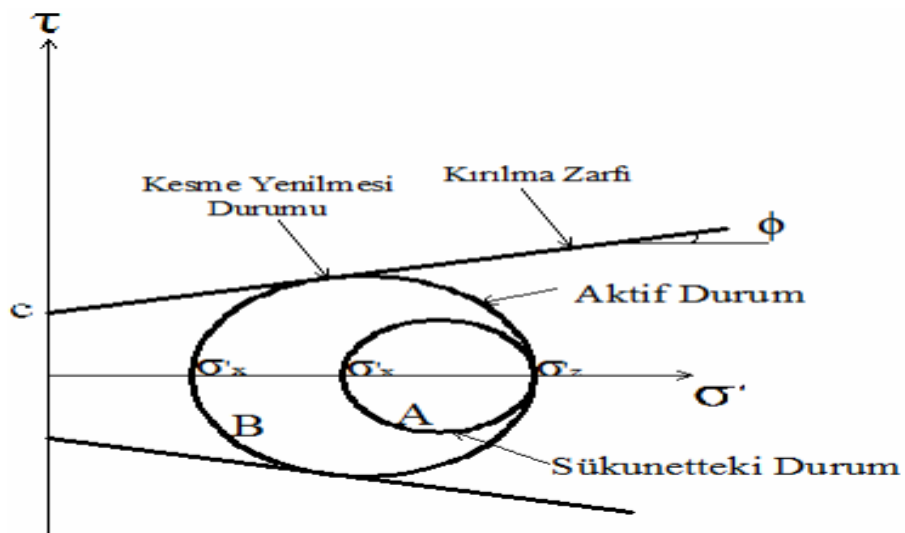 τ
Kesme Yenilmesi
Durumu
Kırılma Zarfi
ϕ
c
Aktif Durum
σ'x
σ'x
σ'z
σ'
B
A
Sükunetteki Durum